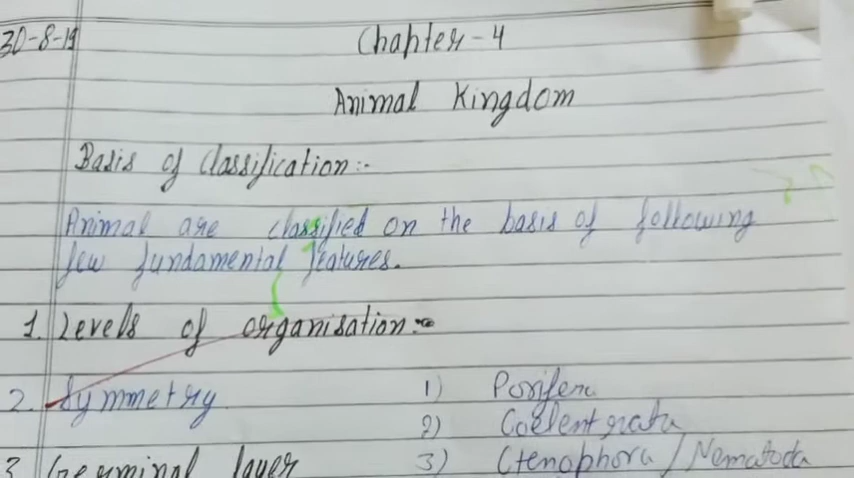 30-8-19
Chapter-4
Animal Kingdom
Basis of classification :-
Animal are classified on the basis of following
few fundamental features.
1. Levels of organisation :-
2. Symmetry
1) Porifera
2) Coelentrata
3. Germinal layer
3) Ctenophora / Nematoda